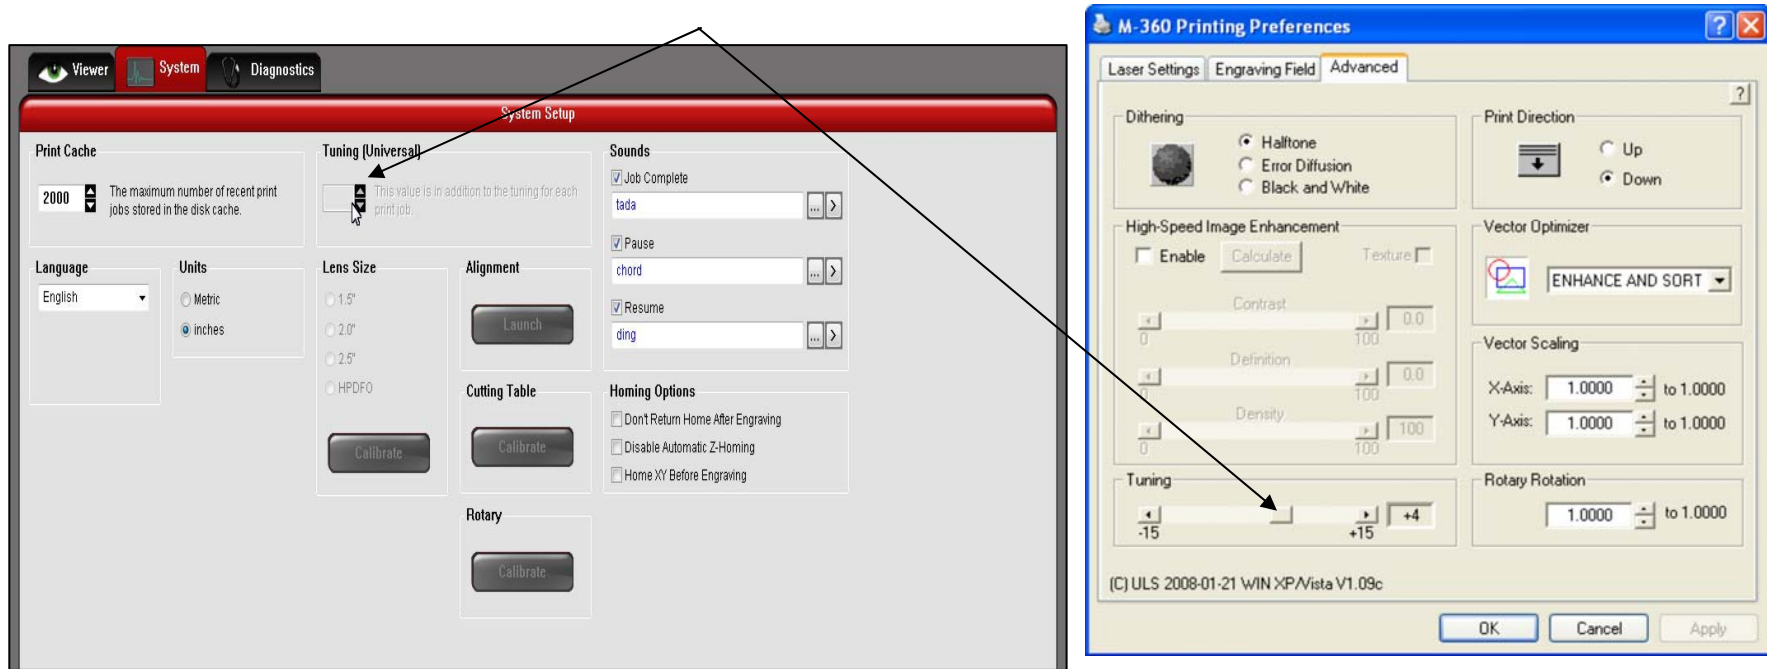 Viewer
System
Diagnostics
System Setup
Print Cache
2000
The maximum number of recent print
jobs stored in the disk cache.
Tuning (Universal)
This value is in addition to the tuning for each
print job.
Sounds
Job Complete
tada
...
>
Pause
chord
...
>
Resume
ding
...
>
Language
English
Units
Metric
inches
Lens Size
1.5"
2.0"
2.5"
HPDFO
Calibrate
Alignment
Launch
Cutting Table
Calibrate
Rotary
Calibrate
Homing Options
Don't Return Home After Engraving
Disable Automatic Z-Homing
Home XY Before Engraving
M-360 Printing Preferences
?
Laser Settings
Engraving Field
Advanced
?
Dithering
Halftone
Error Diffusion
Black and White
Print Direction
Up
Down
High-Speed Image Enhancement
Enable
Calculate
Texture
Contrast
0.0
0
100
Definition
0.0
0
100
Density
100
0
100
Vector Optimizer
ENHANCE AND SORT
Vector Scaling
X-Axis: 1.0000 to 1.0000
Y-Axis: 1.0000 to 1.0000
Tuning
+4
-15
+15
Rotary Rotation
1.0000 to 1.0000
(C) ULS 2008-01-21 WIN XP/Vista V1.09c
OK
Cancel
Apply